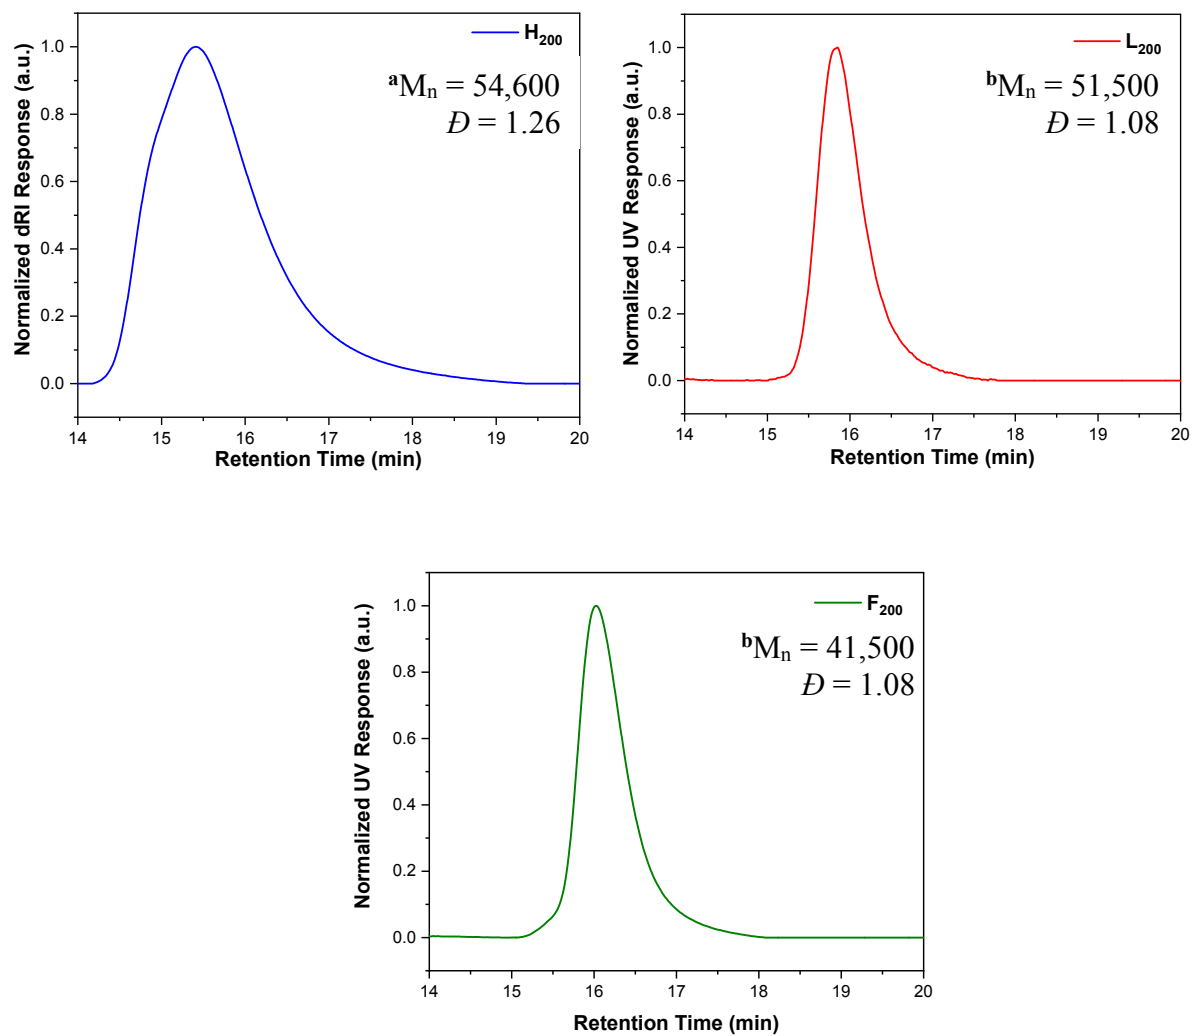 H200
aMn = 54,600
Đ = 1.26
Normalized dRI Response (a.u.)
1.0
0.8
0.6
0.4
0.2
0.0
14 15 16 17 18 19 20
Retention Time (min)
L200
bMn = 51,500
Đ = 1.08
Normalized UV Response (a.u.)
1.0
0.8
0.6
0.4
0.2
0.0
14 15 16 17 18 19 20
Retention Time (min)
F200
bMn = 41,500
Đ = 1.08
Normalized UV Response (a.u.)
1.0
0.8
0.6
0.4
0.2
0.0
14 15 16 17 18 19 20
Retention Time (min)